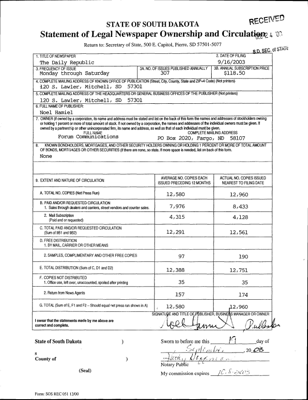 STATE OF SOUTH DAKOTA
Statement of Legal Newspaper Ownership and Circulation
RECEIVED
Return to: Secretary of State, 500 E. Capitol, Pierre, SD 57501-5077
S.D. SEC. OF STATE
1. TITLE OF NEWSPAPER
The Daily Republic
2. DATE OF FILING
9/16/2003
3. FREQUENCY OF ISSUE
Monday through Saturday
3A. NO. OF ISSUES PUBLISHED ANNUALLY
307
3B. ANNUAL SUBSCRIPTION PRICE
$118.50
4. COMPLETE MAILING ADDRESS OF KNOWN OFFICE OF PUBLICATION (Street, City, County, State and ZIP+4 Code) (Not printers)
120 S. Lawler, Mitchell, SD 57301
5. COMPLETE MAILING ADDRESS OF THE HEADQUARTERS OR GENERAL BUSINESS OFFICES OF THE PUBLISHER (Not printers)
120 S. Lawler, Mitchell, SD 57301
6. FULL NAME OF PUBLISHER
Noel Hamiel
7. OWNER (If owned by a corporation, its name and address must be stated and list on the back of this form the names and addresses of stockholders owning
or holding 1 percent or more of total amount of stock. If not owned by a corporation, the names and addresses of the individual owners must be given. If
owned by a partnership or other unincorporated firm, its name and address, as well as that of each individual must be given.
FULL NAME
COMPLETE MAILING ADDRESS
Forum Communications
PO Box 2020, Fargo, ND 58107
8. KNOWN BONDHOLDERS, MORTGAGES, AND OTHER SECURITY HOLDERS OWNING OR HOLDING 1 PERCENT OR MORE OF TOTAL AMOUNT
OF BONDS, MORTGAGES OR OTHER SECURITIES (If there are none, so state. If more space is needed, list on back of this form.
None
9. EXTENT AND NATURE OF CIRCULATION
AVERAGE NO. COPIES EACH
ISSUES PRECEDING 12 MONTHS
ACTUAL NO. COPIES ISSUED
NEAREST TO FILING DATE
A. TOTAL NO. COPIES (Net Press Run)
12,580
12,960
B. PAID AND/OR REQUESTED CIRCULATION
1. Sales through dealers and carriers, street vendors and counter sales.
7,976
8,433
2. Mail Subscription
(Paid and or requested)
4,315
4,128
C. TOTAL PAID AND/OR REQUESTED CIRCULATION
(Sum of 9B1 and 9B2)
12,291
12,561
D. FREE DISTRIBUTION
1. BY MAIL, CARRIER OR OTHER MEANS
2. SAMPLES, COMPLIMENTARY AND OTHER FREE COPIES
97
190
E. TOTAL DISTRIBUTION (Sum of C, D1 and D2)
12,388
12,751
F. COPIES NOT DISTRIBUTED
1. Office use, left over, unaccounted, spoiled after printing
35
35
2. Return from News Agents
157
174
G. TOTAL (Sum of E, F1 and F2 - Should equal net press run shown in A)
12,580
12,960
I swear that the statements made by me above are
correct and complete.
SIGNATURE AND TITLE OF PUBLISHER, BUSINESS MANAGER OR OWNER
Noel Hamiel Publisher
State of South Dakota )
County of )
(Seal)
Sworn to before me this 17 day of
September, 2003
Notary Public
My commission expires
Form: SOS REC 051 12/00